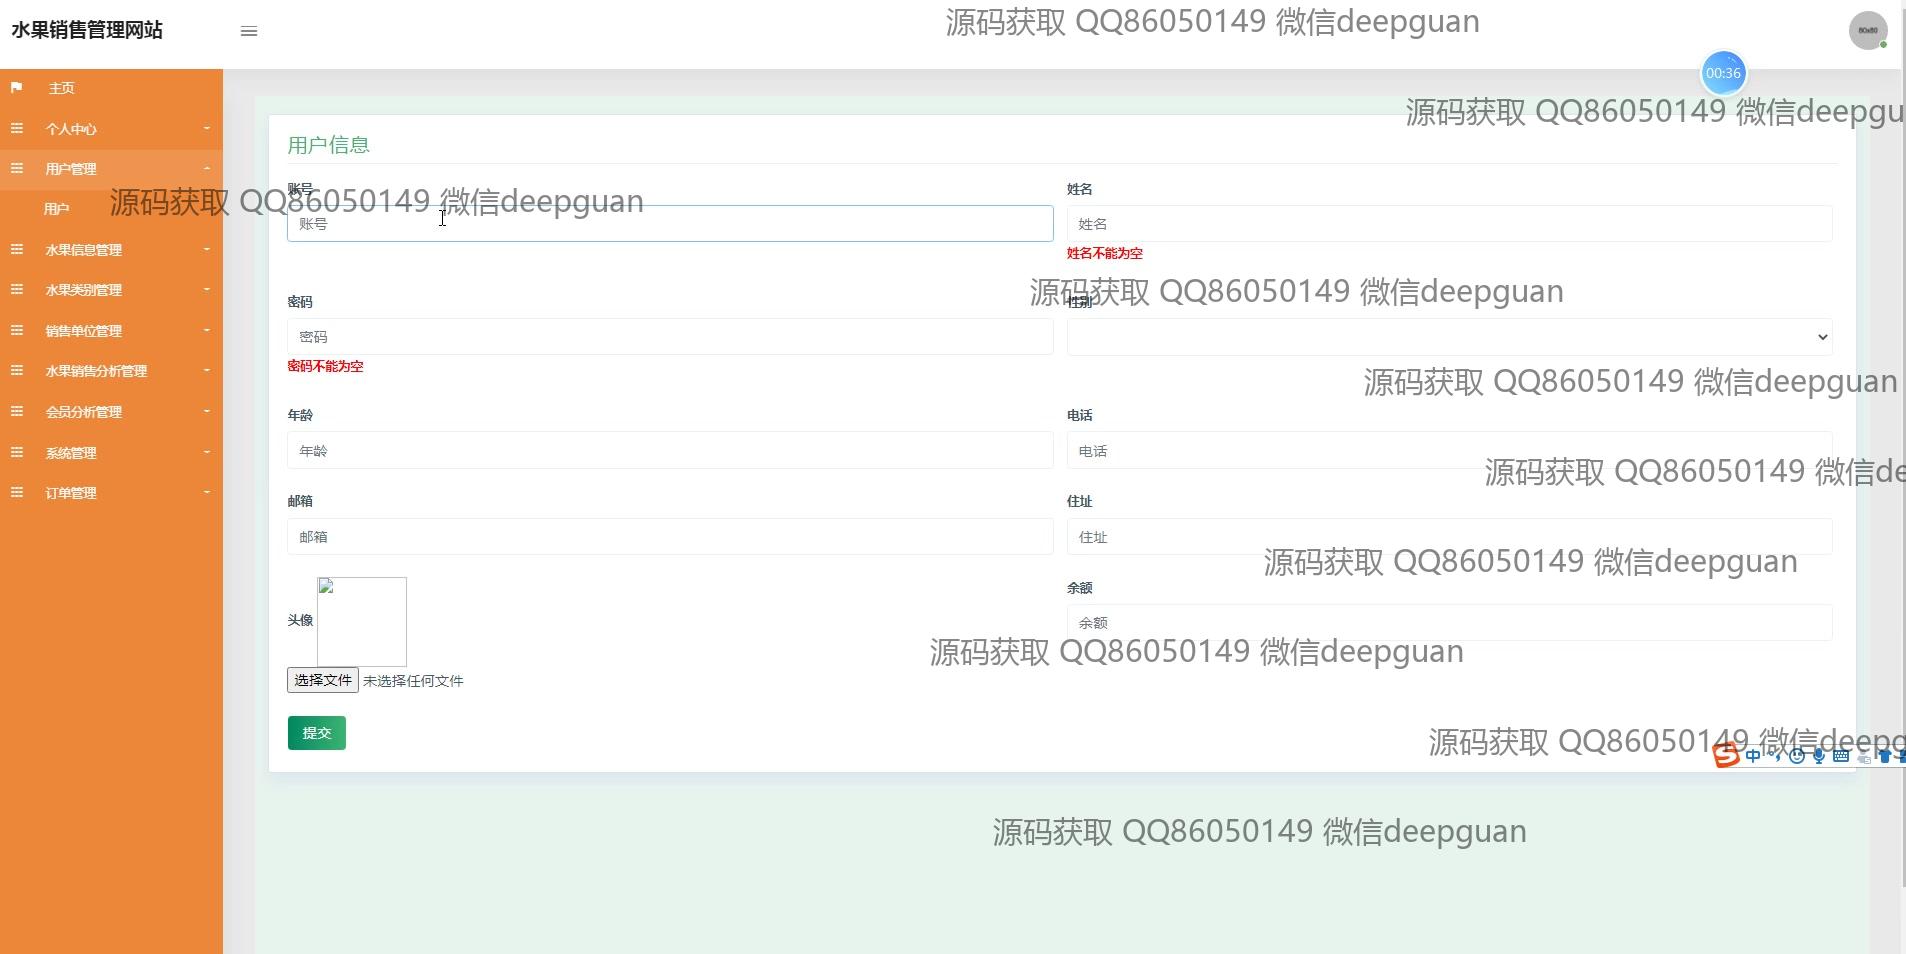 水果销售管理网站
源码获取 QQ86050149 微信deepguan
80x80
00:36
主页
源码获取 QQ86050149 微信deepgu
个人中心
用户信息
用户管理
账号
姓名
源码获取 QQ86050149 微信deepguan
用户
账号
姓名
水果信息管理
姓名不能为空
水果类别管理
源码获取 QQ86050149 微信deepguan
密码
性别
销售单位管理
密码
水果销售分析管理
密码不能为空
源码获取 QQ86050149 微信deepguan
会员分析管理
年龄
电话
系统管理
年龄
电话
源码获取 QQ86050149 微信de
订单管理
邮箱
住址
邮箱
住址
源码获取 QQ86050149 微信deepguan
余额
头像
余额
源码获取 QQ86050149 微信deepguan
选择文件 未选择任何文件
提交
源码获取 QQ86050149 微信deepg
中
源码获取 QQ86050149 微信deepguan